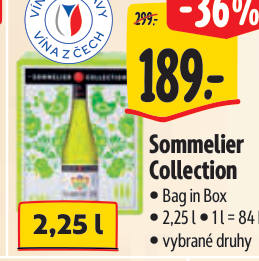 299.-
-36%
VÍNA Z ČECH
189.-
SOMMELIER COLLECTION
Sommelier
Collection
• Bag in Box
• 2,25 l • 1 l = 84
• vybrané druhy
2,25 l